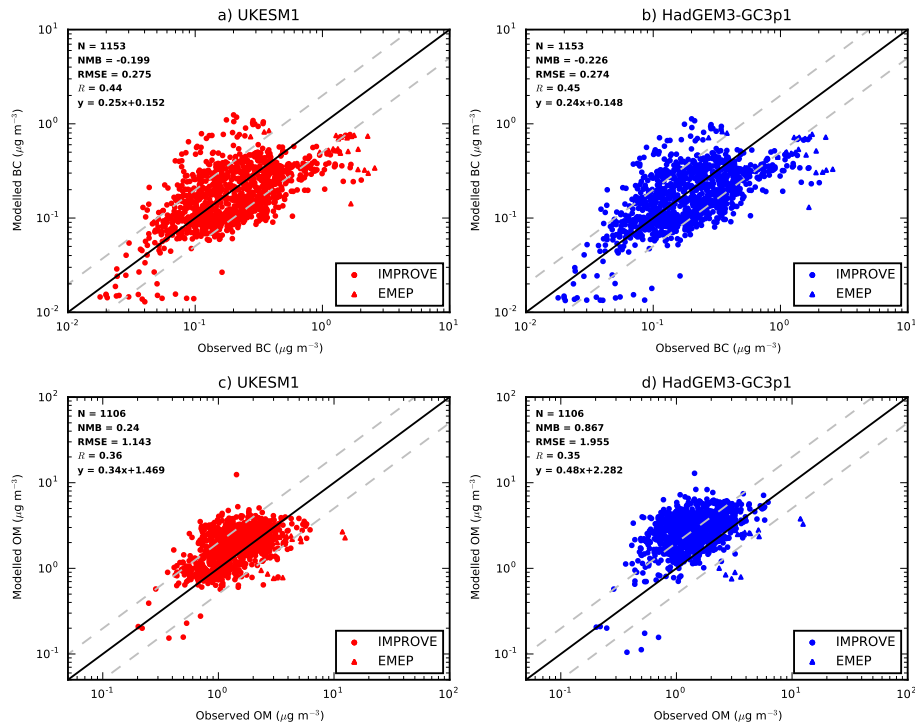 a) UKESM1
N = 1153
NMB = -0.199
RMSE = 0.275
R = 0.44
y = 0.25x+0.152
10¹
10⁰
10⁻¹
10⁻²
Modelled BC (μg m⁻³)
IMPROVE
EMEP
10⁻² 10⁻¹ 10⁰ 10¹
Observed BC (μg m⁻³)
b) HadGEM3-GC3p1
N = 1153
NMB = -0.226
RMSE = 0.274
R = 0.45
y = 0.24x+0.148
10¹
10⁰
10⁻¹
10⁻²
Modelled BC (μg m⁻³)
IMPROVE
EMEP
10⁻² 10⁻¹ 10⁰ 10¹
Observed BC (μg m⁻³)
c) UKESM1
N = 1106
NMB = 0.24
RMSE = 1.143
R = 0.36
y = 0.34x+1.469
10²
10¹
10⁰
10⁻¹
Modelled OM (μg m⁻³)
IMPROVE
EMEP
10⁻¹ 10⁰ 10¹ 10²
Observed OM (μg m⁻³)
d) HadGEM3-GC3p1
N = 1106
NMB = 0.867
RMSE = 1.955
R = 0.35
y = 0.48x+2.282
10²
10¹
10⁰
10⁻¹
Modelled OM (μg m⁻³)
IMPROVE
EMEP
10⁻¹ 10⁰ 10¹ 10²
Observed OM (μg m⁻³)